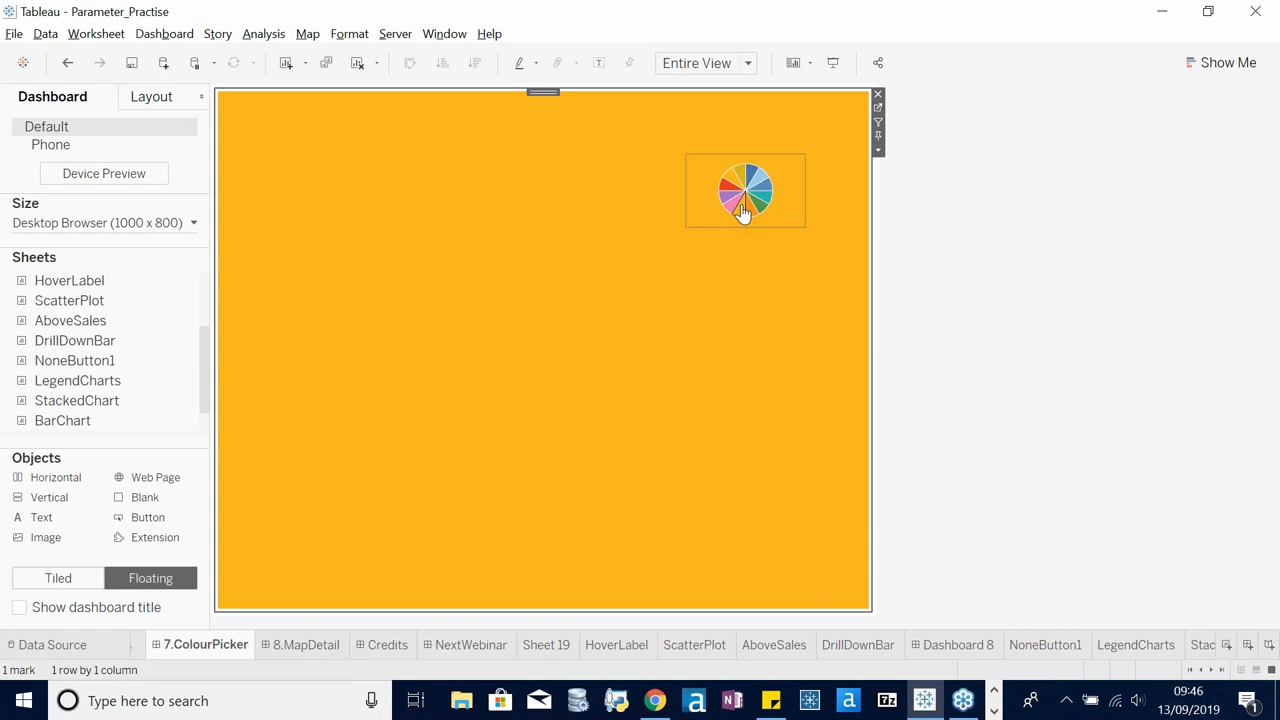 Tableau - Parameter_Practise
File Data Worksheet Dashboard Story Analysis Map Format Server Window Help
Entire View
Show Me
Dashboard Layout
Default
Phone
Device Preview
Size
Desktop Browser (1000 x 800)
Sheets
HoverLabel
ScatterPlot
AboveSales
DrillDownBar
NoneButton1
LegendCharts
StackedChart
BarChart
Objects
Horizontal Web Page
Vertical Blank
Text Button
Image Extension
Tiled Floating
Show dashboard title
Data Source 7.ColourPicker 8.MapDetail Credits NextWebinar Sheet 19 HoverLabel ScatterPlot AboveSales DrillDownBar Dashboard 8 NoneButton1 LegendCharts Stac
1 mark 1 row by 1 column
Type here to search
09:46
13/09/2019